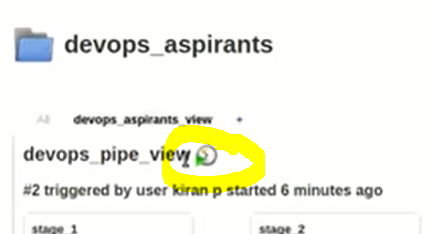 devops_aspirants
All devops_aspirants_view +
devops_pipe_view
#2 triggered by user kiran p started 6 minutes ago
stage_1 stage_2